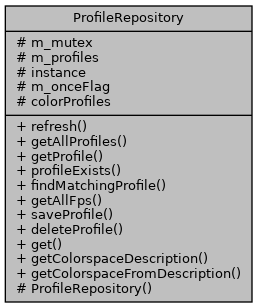 ProfileRepository
# m_mutex
# m_profiles
# instance
# m_onceFlag
# colorProfiles
+ refresh()
+ getAllProfiles()
+ getProfile()
+ profileExists()
+ findMatchingProfile()
+ getAllFps()
+ saveProfile()
+ deleteProfile()
+ get()
+ getColorspaceDescription()
+ getColorspaceFromDescription()
# ProfileRepository()